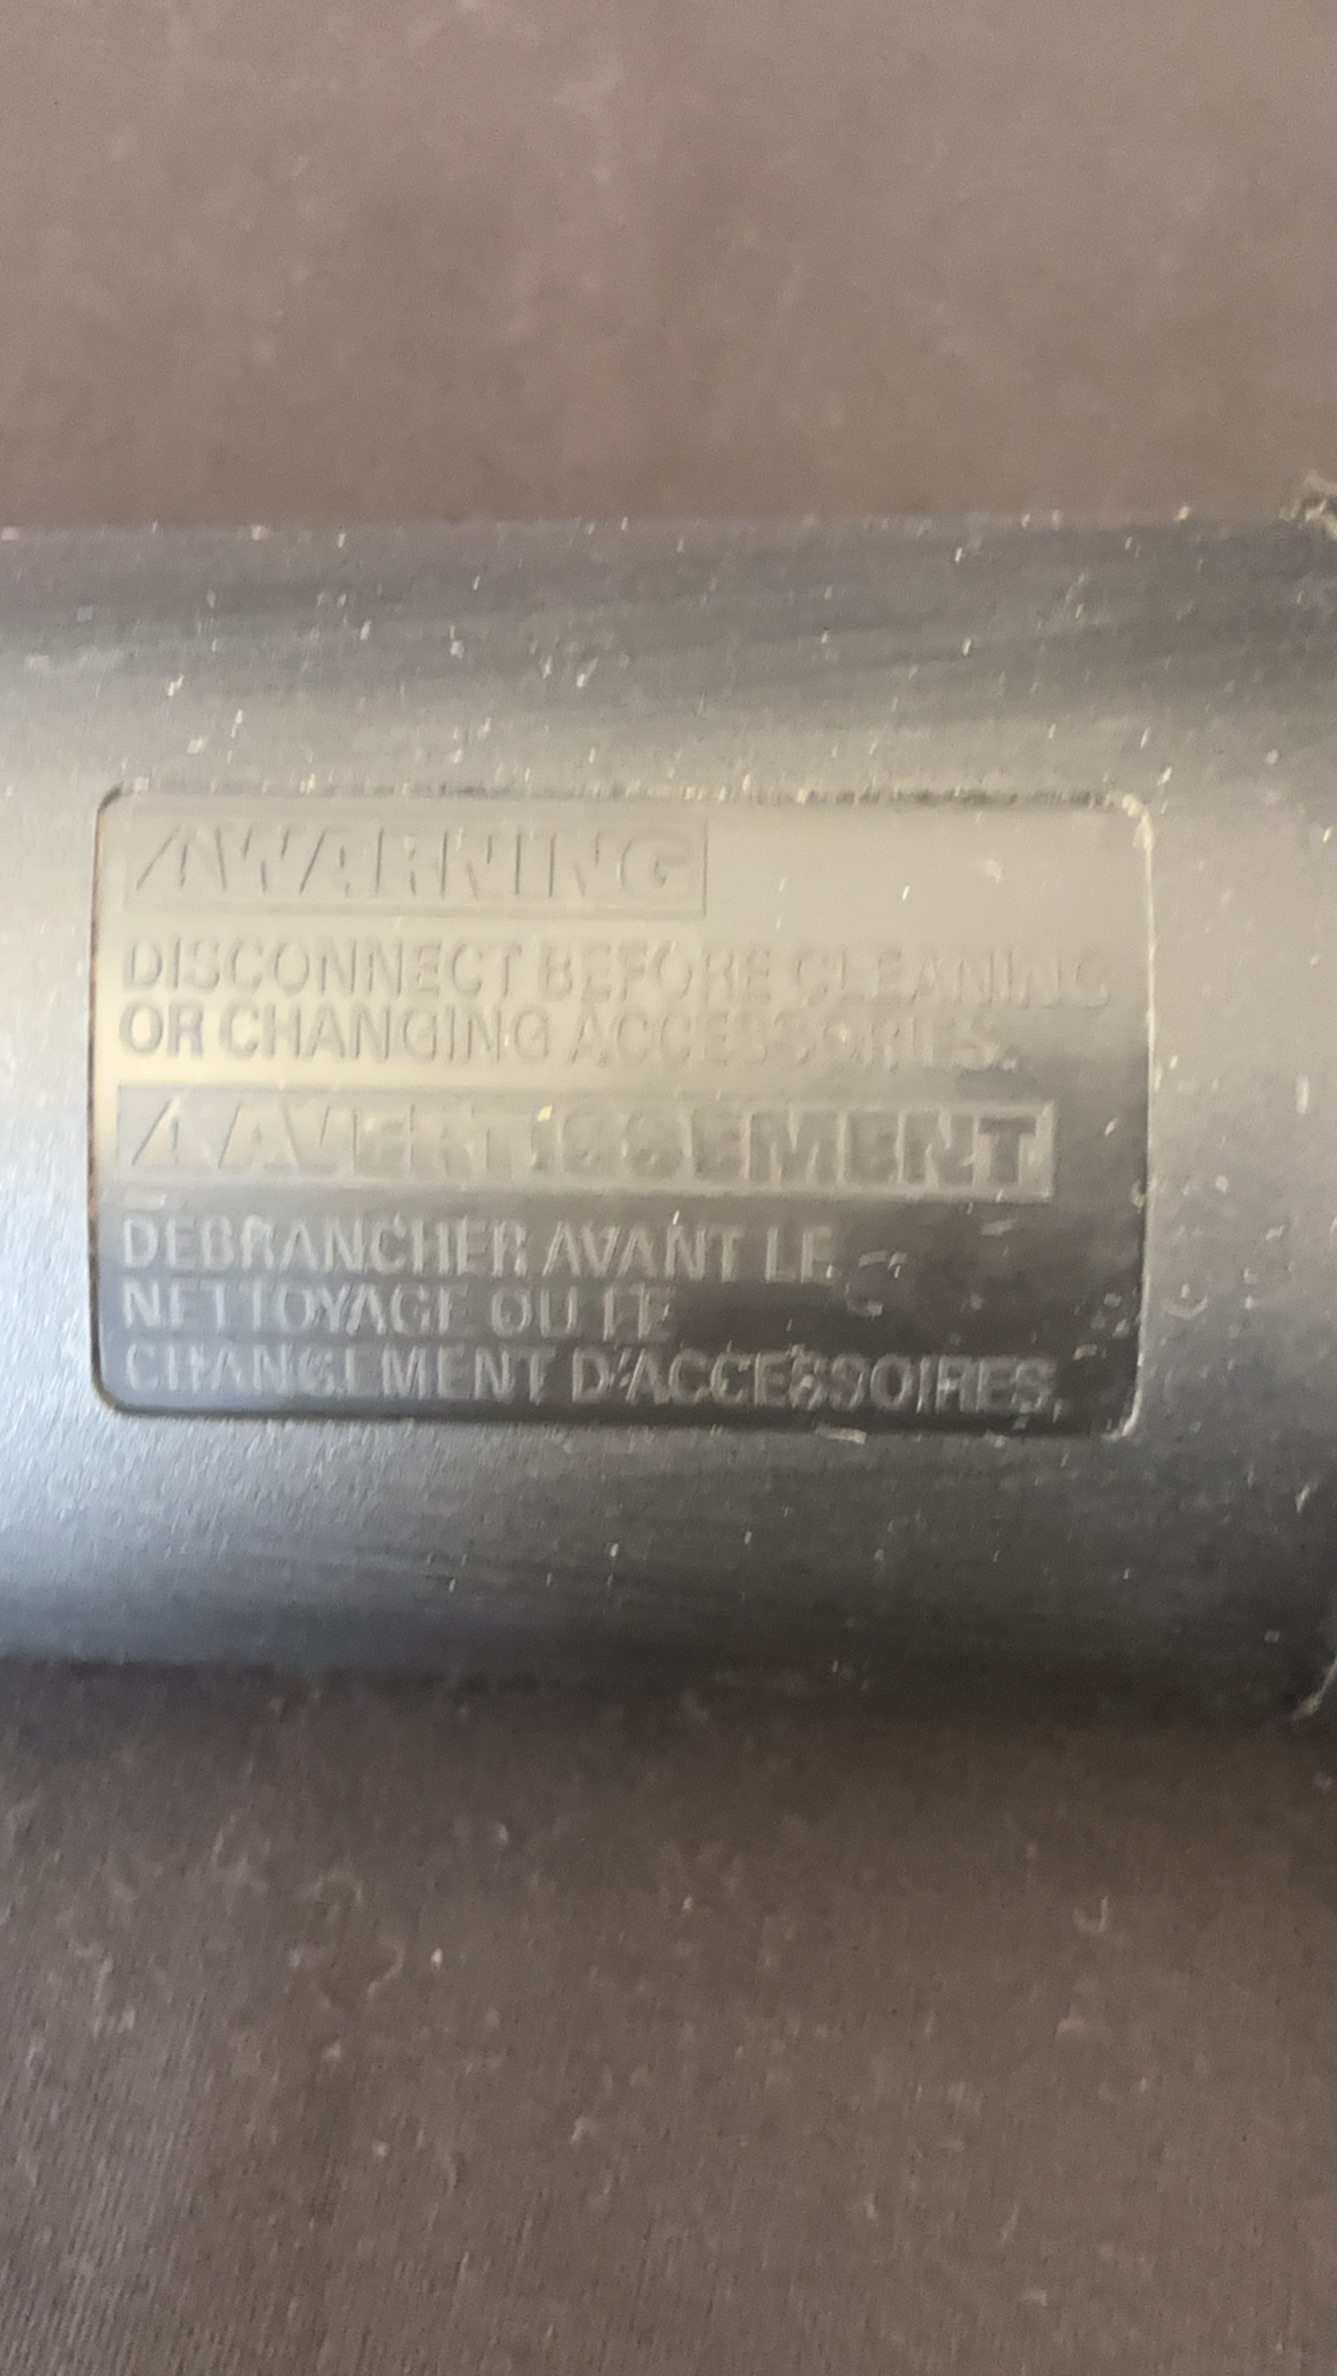 ⚠WARNING
DISCONNECT BEFORE CLEANING
OR CHANGING ACCESSORIES.
⚠AVERTISSEMENT
DEBRANCHER AVANT LE
NETTOYAGE OU LE
CHANGEMENT D'ACCESSOIRES.